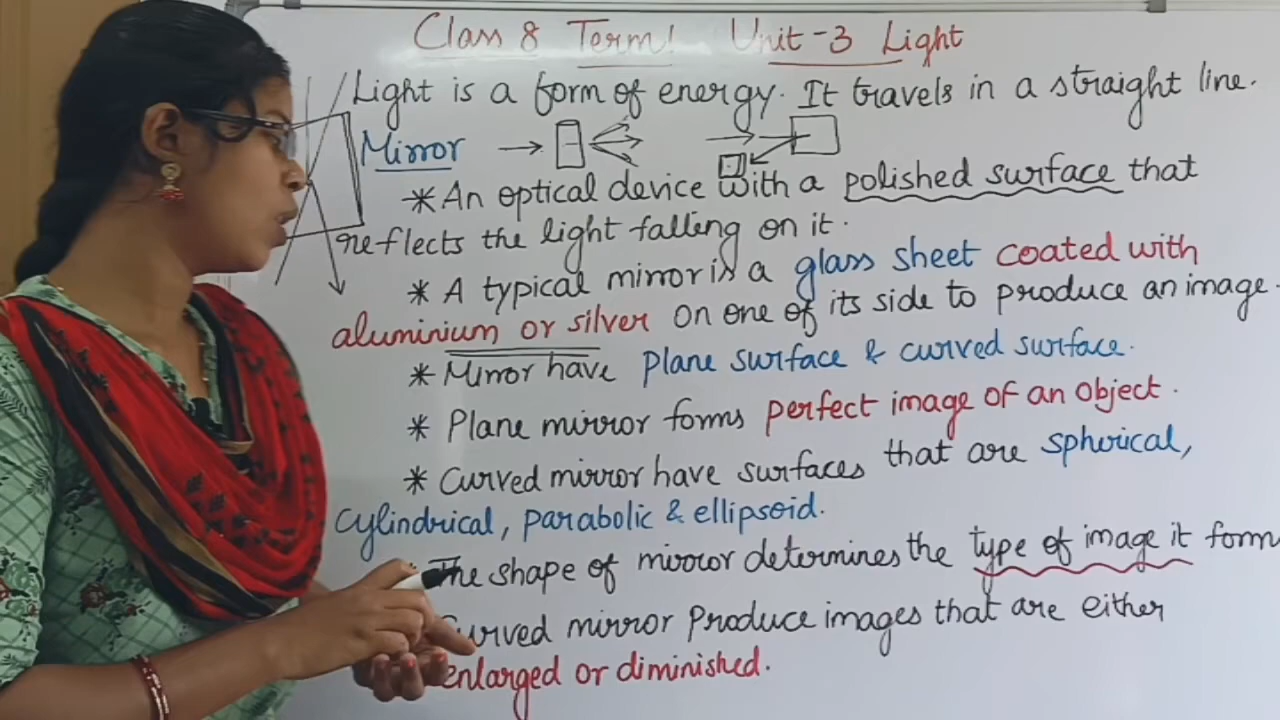 Class 8 Term I Unit-3 Light
Light is a form of energy. It travels in a straight line.
Mirror
* An optical device with a polished surface that
reflects the light falling on it.
* A typical mirror is a glass sheet coated with
aluminium or silver on one of its side to produce an image.
* Mirror have plane surface & curved surface.
* Plane mirror forms perfect image of an object.
* Curved mirror have surfaces that are spherical,
cylindrical, parabolic & ellipsoid.
The shape of mirror determines the type of image it form
Curved mirror produce images that are either
enlarged or diminished.